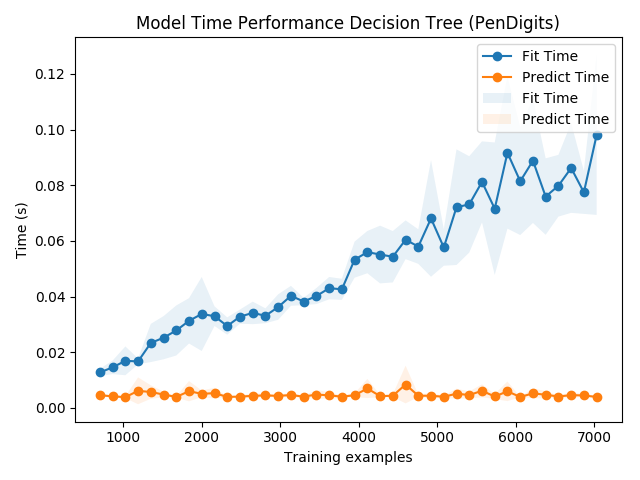 Model Time Performance Decision Tree (PenDigits)
Fit Time
Predict Time
Fit Time
Predict Time
0.12
0.10
0.08
0.06
0.04
0.02
0.00
Time (s)
1000 2000 3000 4000 5000 6000 7000
Training examples